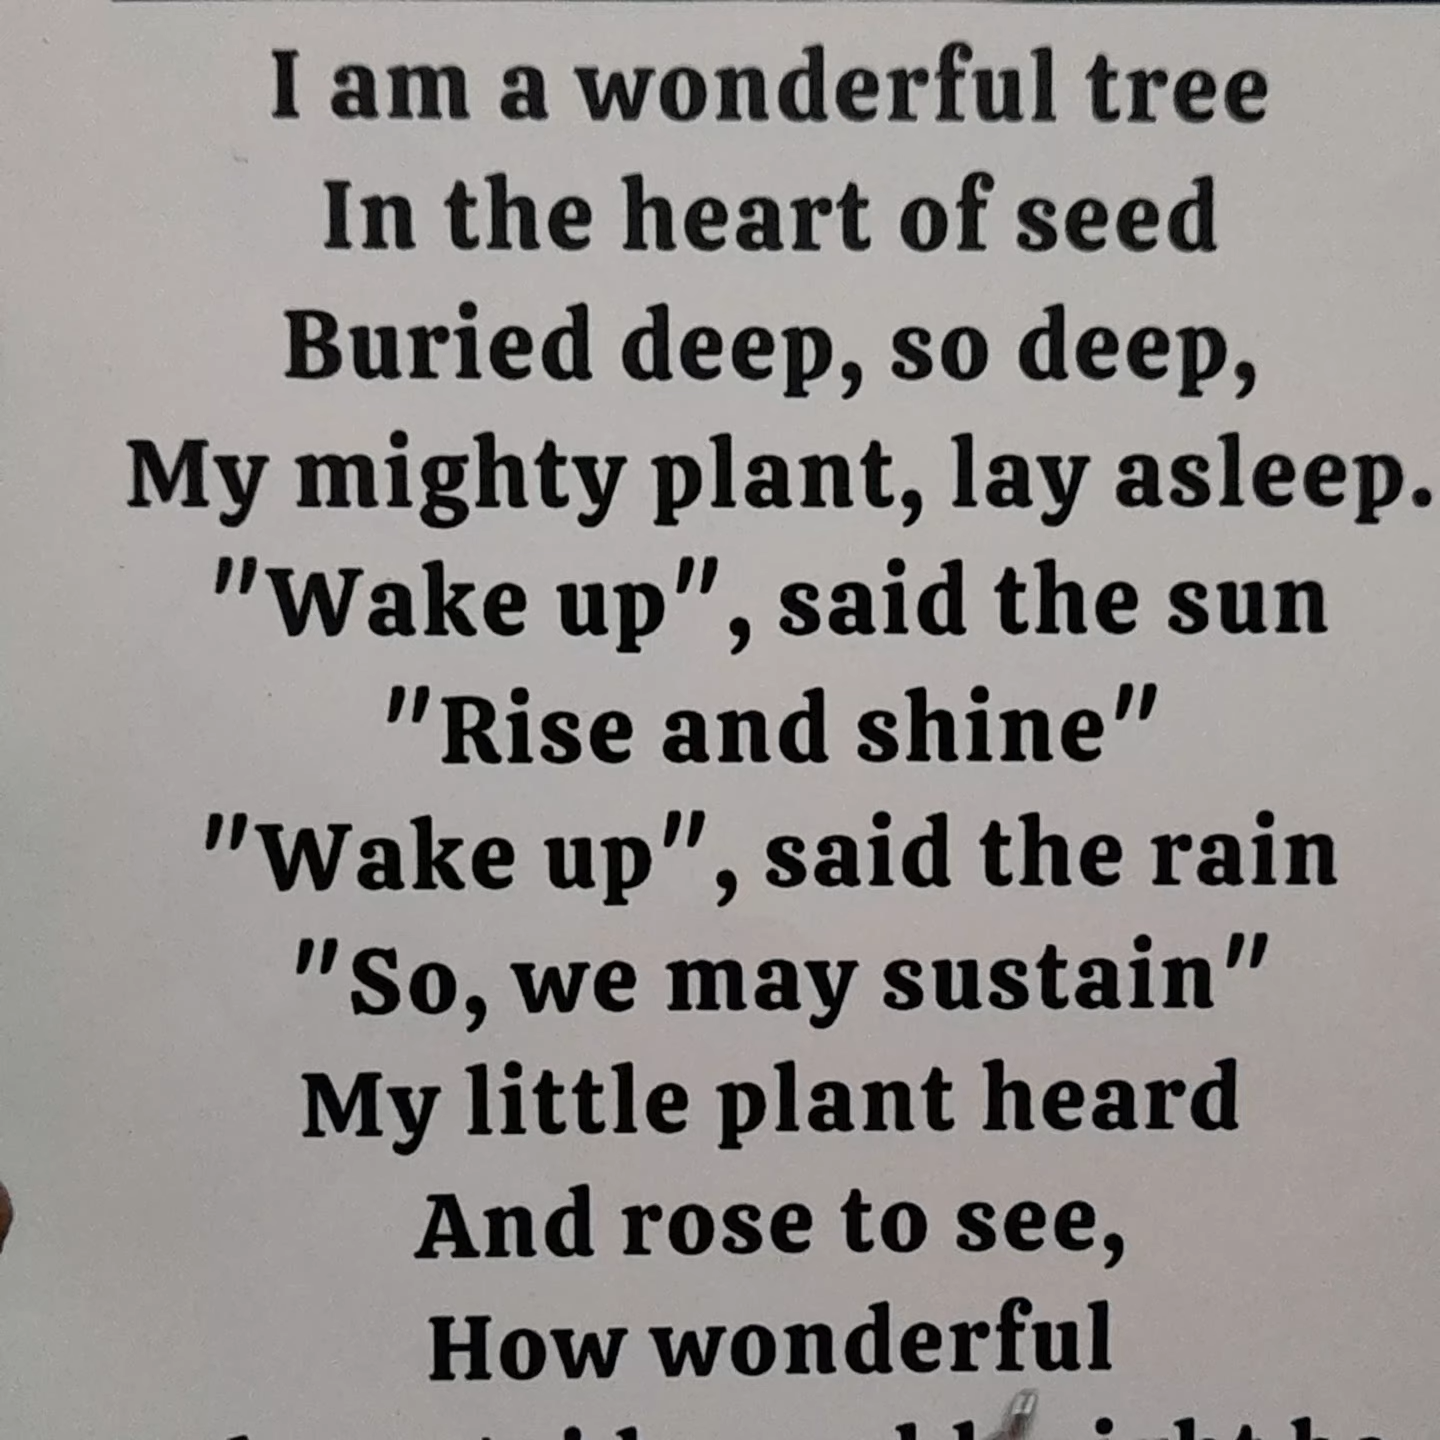 I am a wonderful tree
In the heart of seed
Buried deep, so deep,
My mighty plant, lay asleep.
"Wake up", said the sun
"Rise and shine"
"Wake up", said the rain
"So, we may sustain"
My little plant heard
And rose to see,
How wonderful